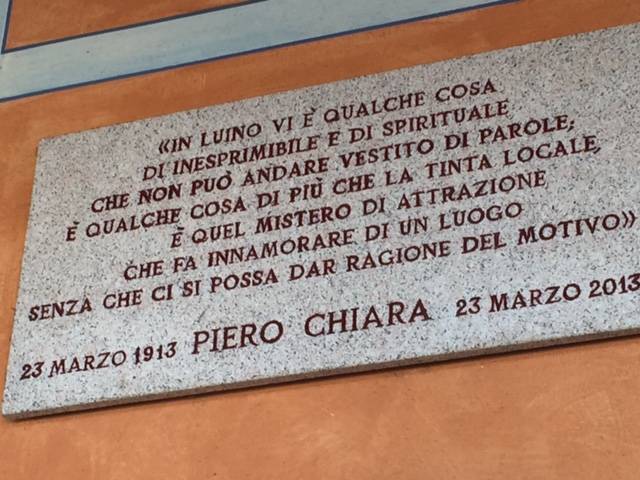 «IN LUINO VI È QUALCHE COSA
DI INESPRIMIBILE E DI SPIRITUALE
CHE NON PUÒ ANDARE VESTITO DI PAROLE;
È QUALCHE COSA DI PIÙ CHE LA TINTA LOCALE,
È QUEL MISTERO DI ATTRAZIONE
CHE FA INNAMORARE DI UN LUOGO
SENZA CHE CI SI POSSA DAR RAGIONE DEL MOTIVO»
23 MARZO 1913 PIERO CHIARA 23 MARZO 2013